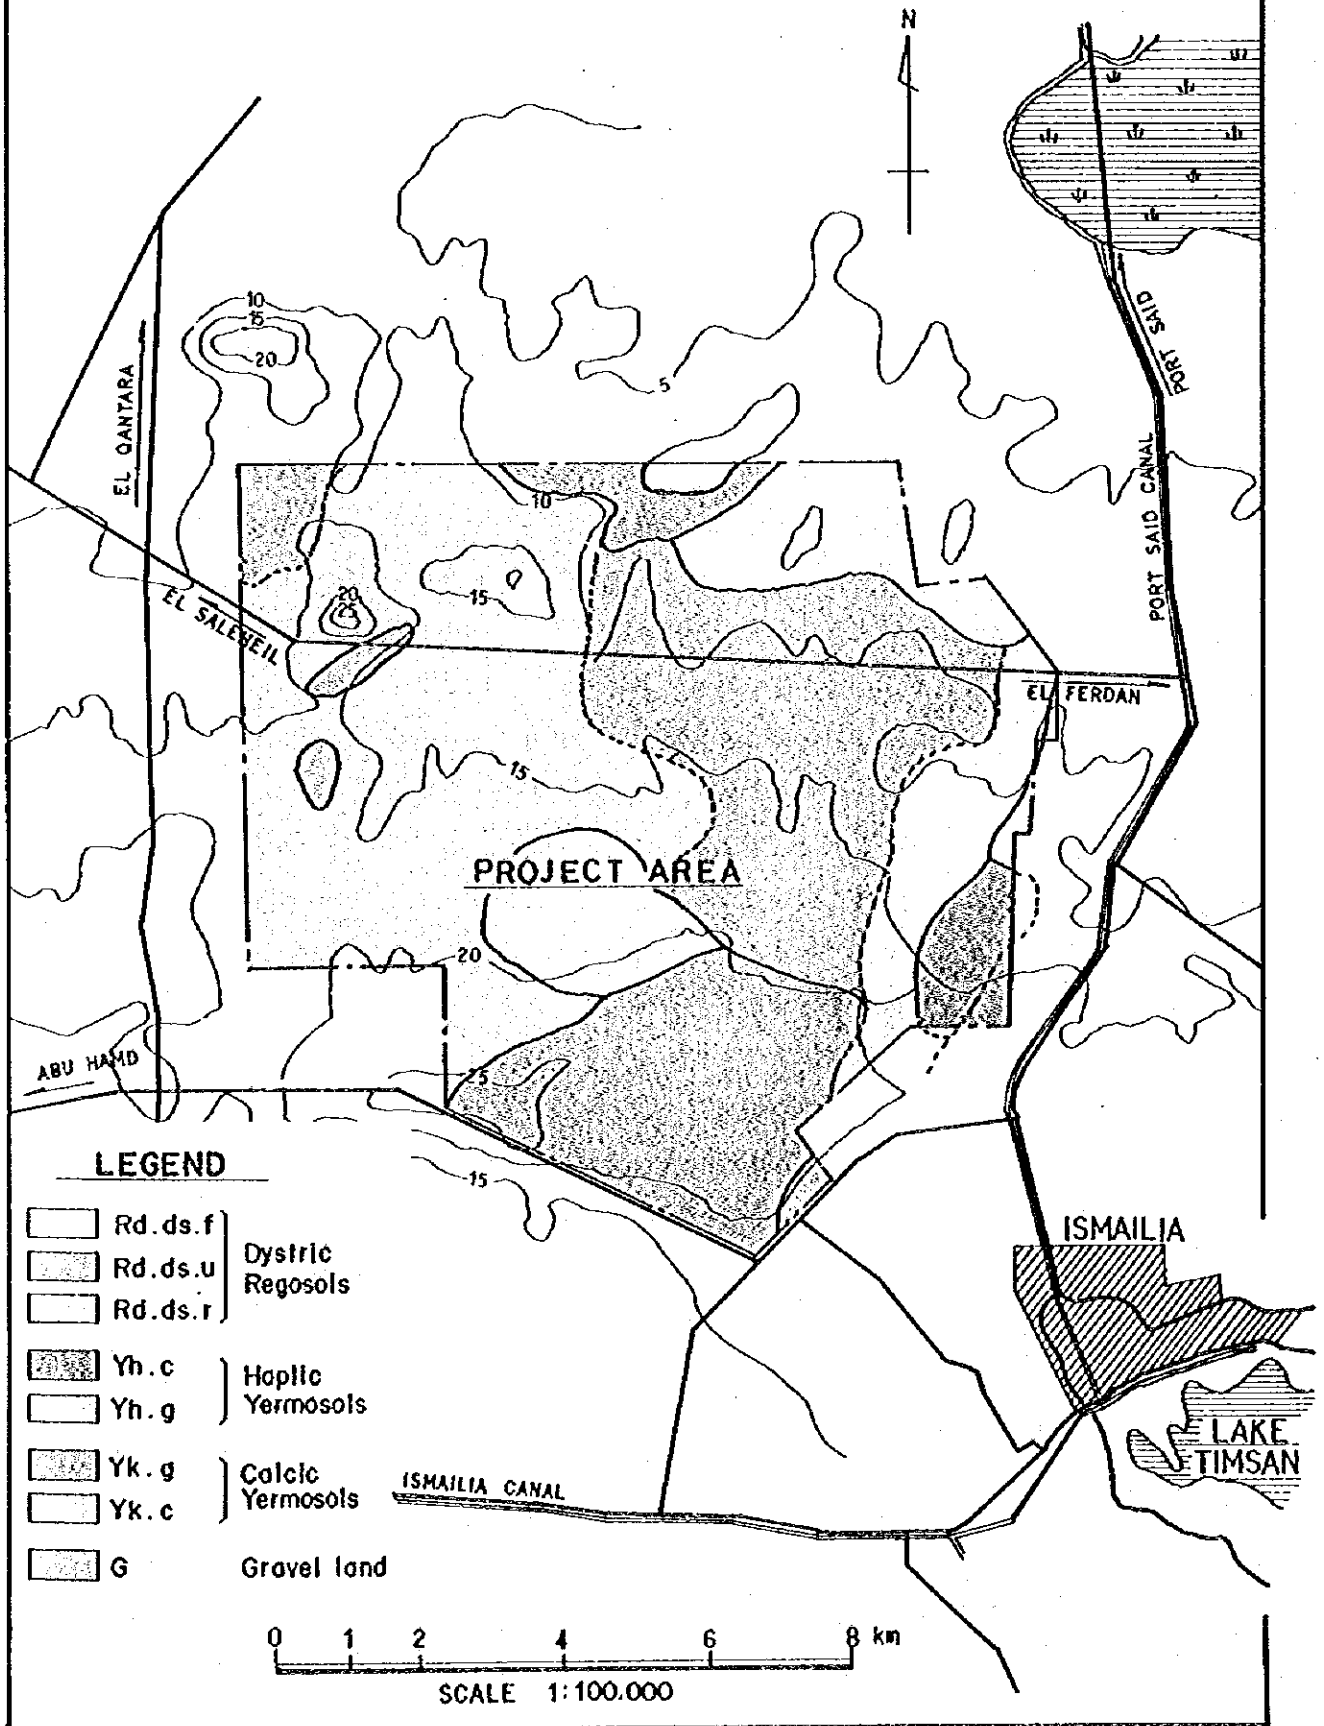 N
PORT SAID
10
15
20
EL QANTARA
5
PORT SAID CANAL
10
EL SALEHEIL
20
25
15
EL FERDAN
15
PROJECT AREA
20
ABU HAMD
25
15
LEGEND
Rd.ds.f
Rd.ds.u
Rd.ds.r
Dystric
Regosols
Yh.c
Yh.g
Haplic
Yermosols
Yk.g
Yk.c
Calcic
Yermosols
G Gravel land
ISMAILIA
LAKE
TIMSAN
ISMAILIA CANAL
0 1 2 4 6 8 km
SCALE 1:100.000